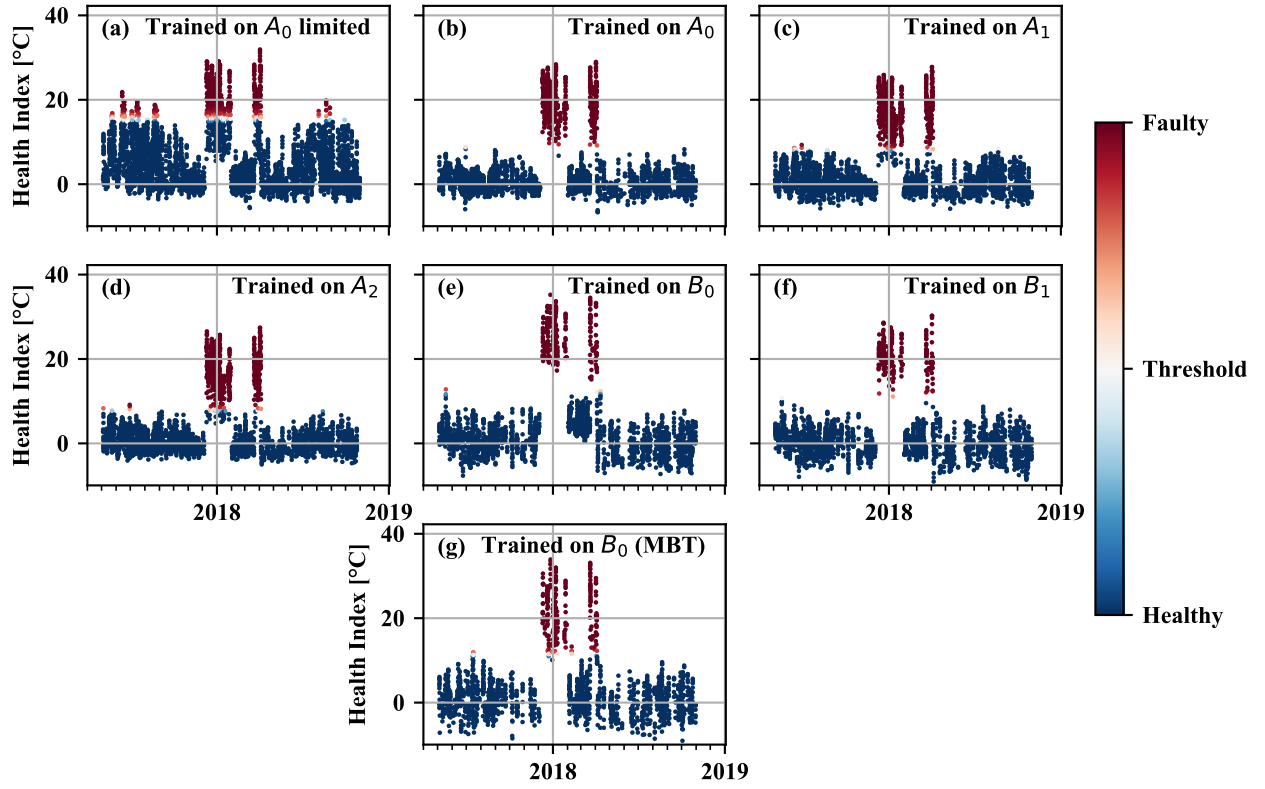 (a) Trained on A₀ limited
(b) Trained on A₀
(c) Trained on A₁
Health Index [°C]
40
20
0
Faulty
Threshold
Healthy
(d) Trained on A₂
(e) Trained on B₀
(f) Trained on B₁
Health Index [°C]
40
20
0
2018 2019
2018 2019
(g) Trained on B₀ (MBT)
Health Index [°C]
40
20
0
2018 2019